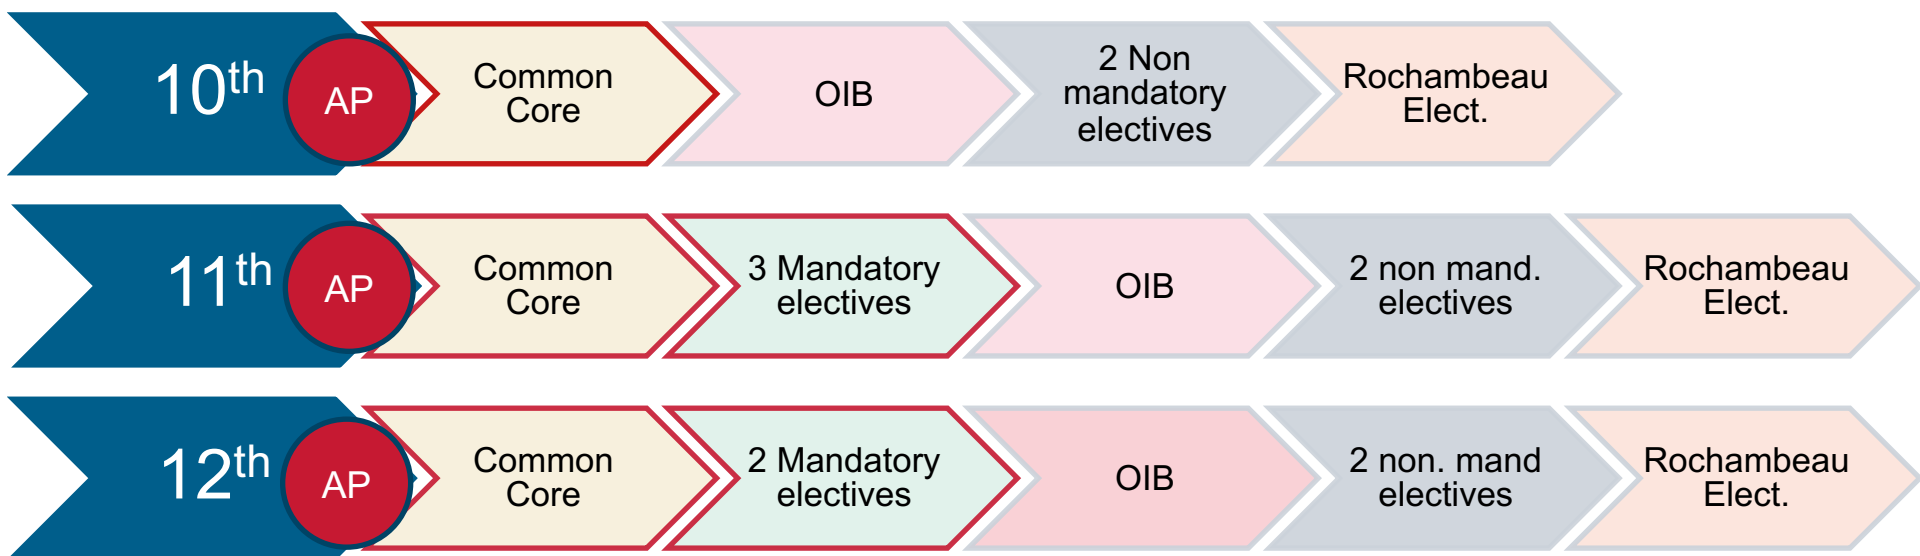 10th
AP
Common
Core
OIB
2 Non
mandatory
electives
Rochambeau
Elect.
11th
AP
Common
Core
3 Mandatory
electives
OIB
2 non mand.
electives
Rochambeau
Elect.
12th
AP
Common
Core
2 Mandatory
electives
OIB
2 non. mand
electives
Rochambeau
Elect.